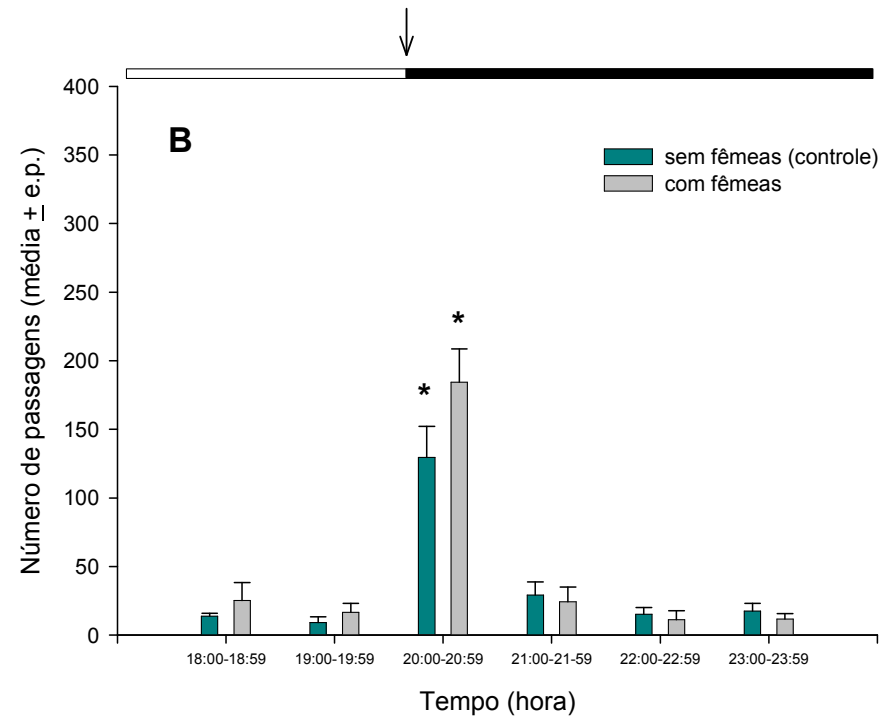 B
sem fêmeas (controle)
com fêmeas
Número de passagens (média + e.p.)
400
350
300
250
200
150
100
50
0
*
*
18:00-18:59 19:00-19:59 20:00-20:59 21:00-21-59 22:00-22:59 23:00-23:59
Tempo (hora)